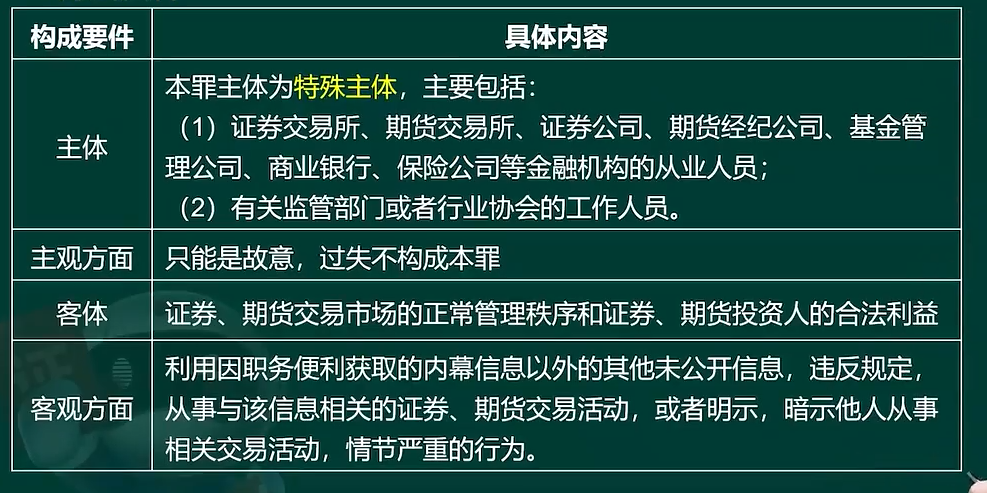 构成要件
具体内容
主体
本罪主体为特殊主体，主要包括：
（1）证券交易所、期货交易所、证券公司、期货经纪公司、基金管
理公司、商业银行、保险公司等金融机构的从业人员；
（2）有关监管部门或者行业协会的工作人员。
主观方面
只能是故意，过失不构成本罪
客体
证券、期货交易市场的正常管理秩序和证券、期货投资人的合法利益
客观方面
利用因职务便利获取的内幕信息以外的其他未公开信息，违反规定，
从事与该信息相关的证券、期货交易活动，或者明示，暗示他人从事
相关交易活动，情节严重的行为。